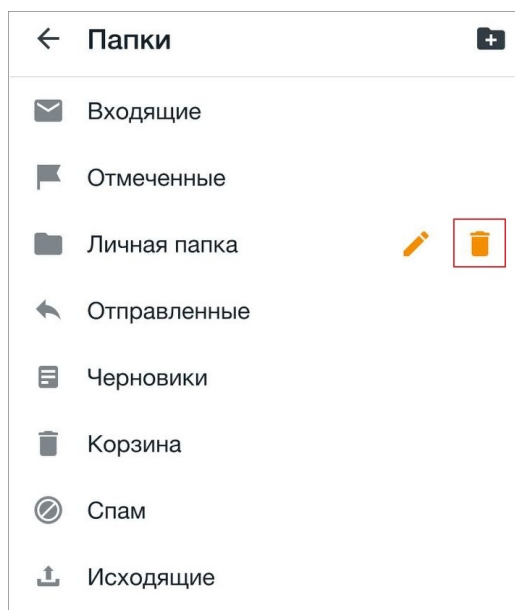 Папки
Входящие
Отмеченные
Личная папка
Отправленные
Черновики
Корзина
Спам
Исходящие